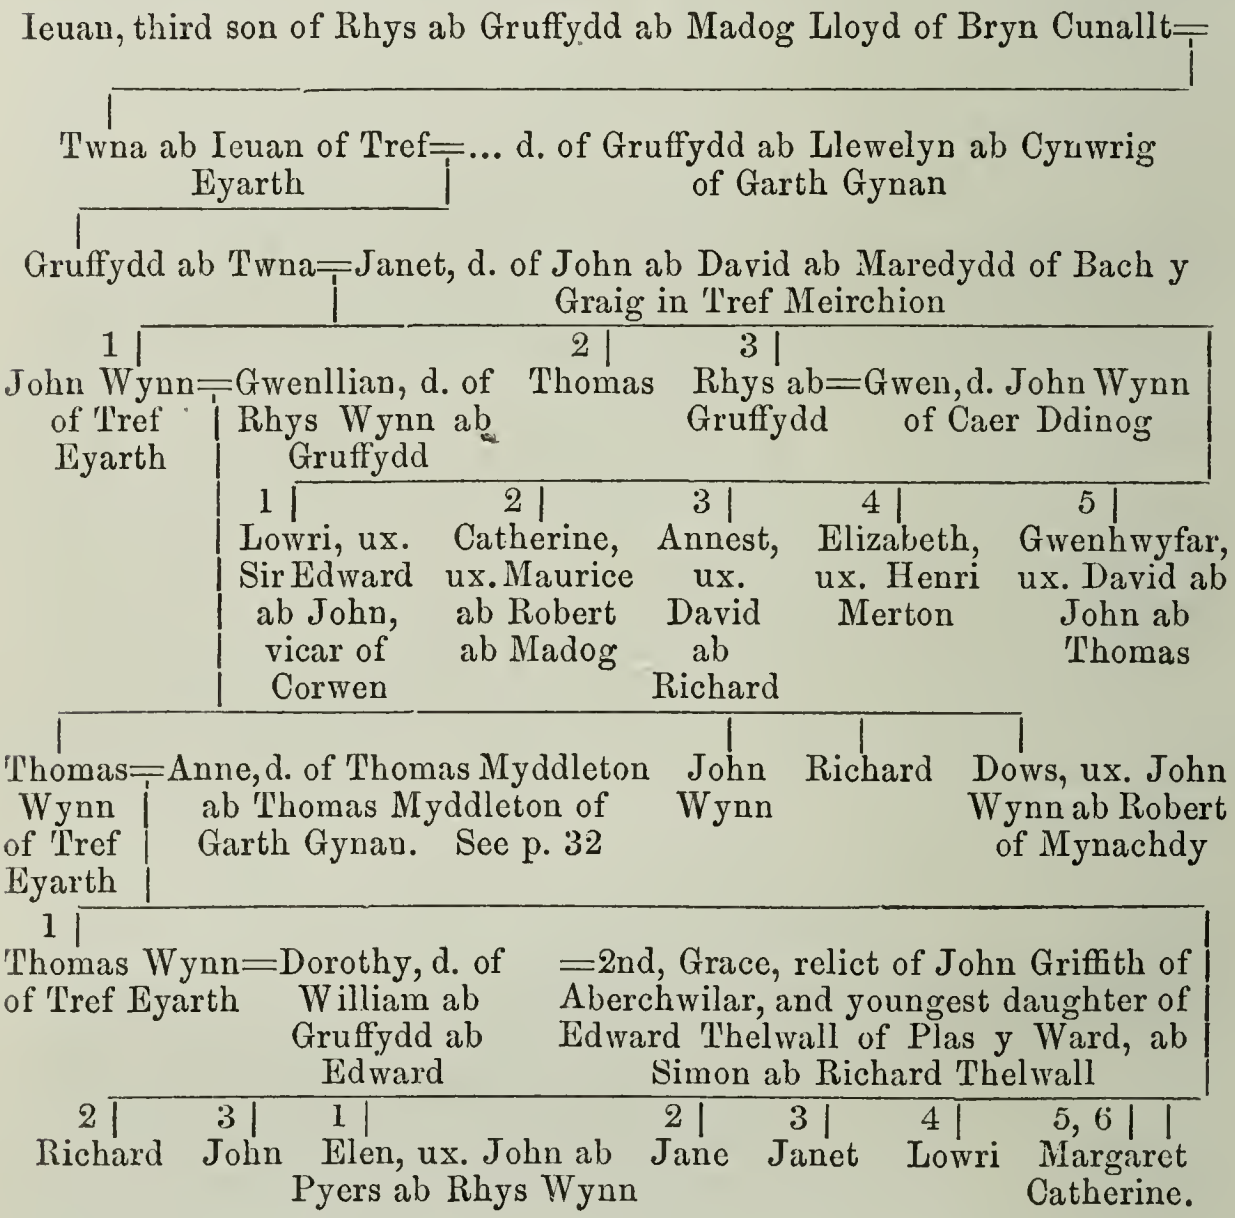 Ieuan, third son of Rhys ab Gruffydd ab Madog Lloyd of Bryn Cunallt=
Twna ab Ieuan of Tref=... d. of Gruffydd ab Llewelyn ab Cynwrig
Eyarth of Garth Gynan
Gruffydd ab Twna=Janet, d. of John ab David ab Maredydd of Bach y
Graig in Tref Meirchion
1 2 3
John Wynn=Gwenllian, d. of Thomas Rhys ab=Gwen, d. John Wynn
of Tref Rhys Wynn ab Gruffydd of Caer Ddinog
Eyarth Gruffydd
1 2 3 4 5
Lowri, ux. Catherine, Annest, Elizabeth, Gwenhwyfar,
Sir Edward ux. Maurice ux. ux. Henri ux. David ab
ab John, ab Robert David Merton John ab
vicar of ab Madog ab Thomas
Corwen Richard
Thomas=Anne, d. of Thomas Myddleton John Richard Dows, ux. John
Wynn ab Thomas Myddleton of Wynn Wynn ab Robert
of Tref Garth Gynan. See p. 32 of Mynachdy
Eyarth
1
Thomas Wynn=Dorothy, d. of =2nd, Grace, relict of John Griffith of
of Tref Eyarth William ab Aberchwilar, and youngest daughter of
Gruffydd ab Edward Thelwall of Plas y Ward, ab
Edward Simon ab Richard Thelwall
2 3 1 2 3 4 5, 6
Richard John Elen, ux. John ab Jane Janet Lowri Margaret
Pyers ab Rhys Wynn Catherine.